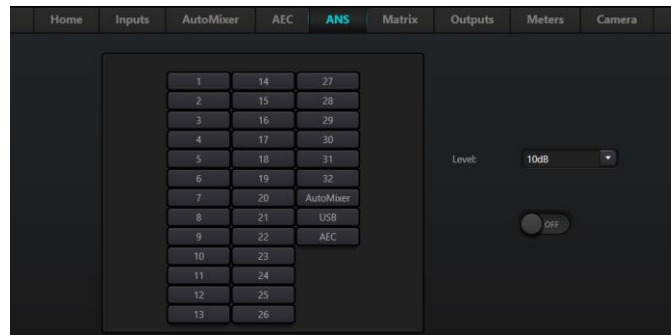 Home Inputs AutoMixer AEC ANS Matrix Outputs Meters Camera
1 14 27
2 15 28
3 16 29
4 17 30
5 18 31
Level: 10dB
6 19 32
7 20 AutoMixer
8 21 USB
OFF
9 22 AEC
10 23
11 24
12 25
13 26